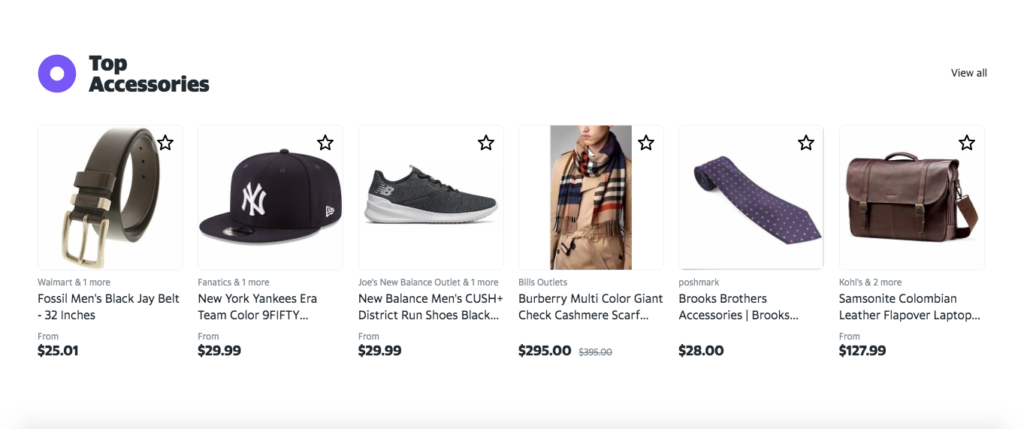 Top
Accessories
View all
NY
NB
Walmart & 1 more
Fossil Men's Black Jay Belt
- 32 Inches
From
$25.01
Fanatics & 1 more
New York Yankees Era
Team Color 9FIFTY...
From
$29.99
Joe's New Balance Outlet & 1 more
New Balance Men's CUSH+
District Run Shoes Black...
From
$29.99
Bills Outlets
Burberry Multi Color Giant
Check Cashmere Scarf...
$295.00 $395.00
poshmark
Brooks Brothers
Accessories | Brooks...
$28.00
Kohl's & 2 more
Samsonite Colombian
Leather Flapover Laptop...
From
$127.99